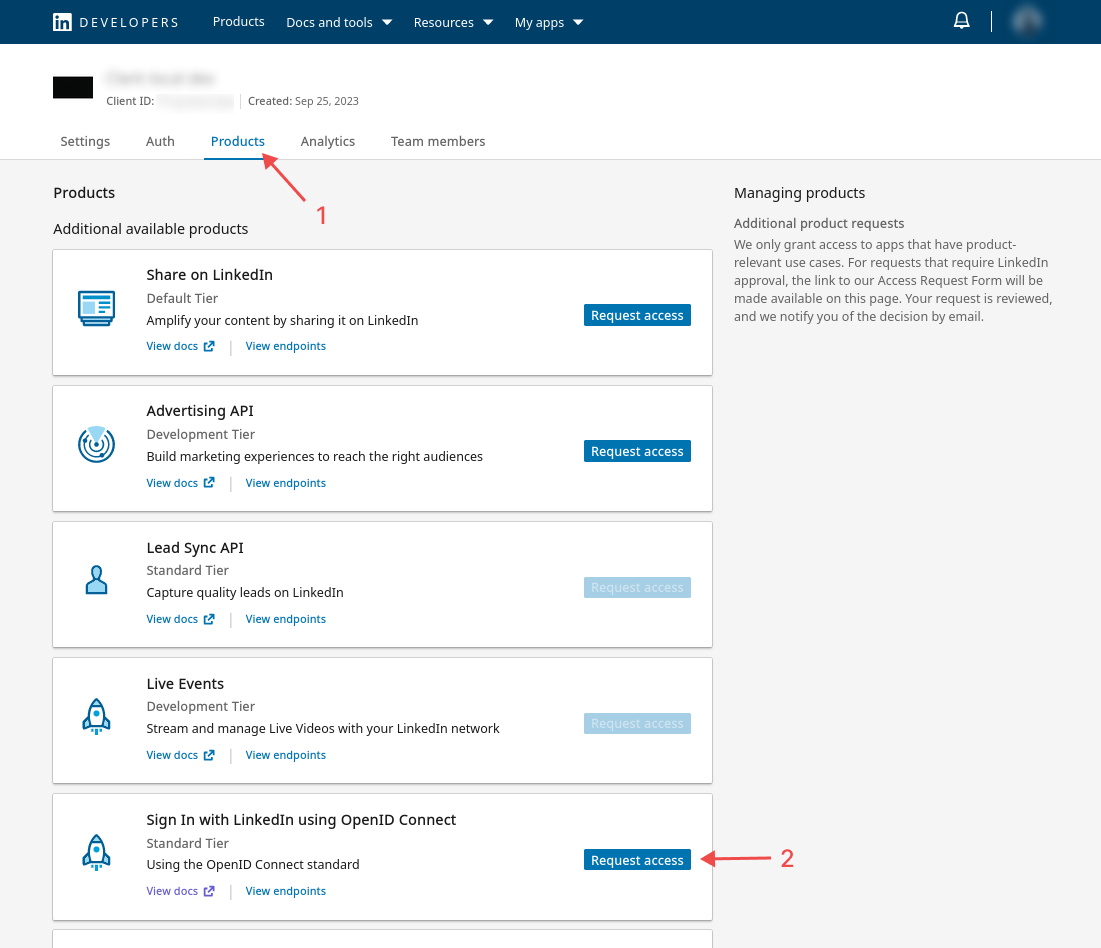 in DEVELOPERS Products Docs and tools Resources My apps
Client ID: Created: Sep 25, 2023
Settings Auth Products Analytics Team members
1
Products
Additional available products
Share on LinkedIn
Default Tier
Amplify your content by sharing it on LinkedIn
Request access
View docs | View endpoints
Advertising API
Development Tier
Build marketing experiences to reach the right audiences
Request access
View docs | View endpoints
Lead Sync API
Standard Tier
Capture quality leads on LinkedIn
Request access
View docs | View endpoints
Live Events
Development Tier
Stream and manage Live Videos with your LinkedIn network
Request access
View docs | View endpoints
Sign In with LinkedIn using OpenID Connect
Standard Tier
Using the OpenID Connect standard
Request access
2
View docs | View endpoints
Managing products
Additional product requests
We only grant access to apps that have product-
relevant use cases. For requests that require LinkedIn
approval, the link to our Access Request Form will be
made available on this page. Your request is reviewed,
and we notify you of the decision by email.